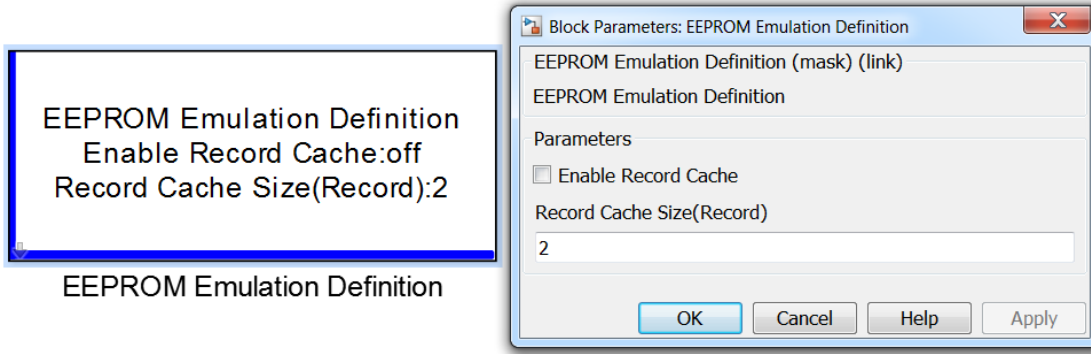 EEPROM Emulation Definition
Enable Record Cache:off
Record Cache Size(Record):2
EEPROM Emulation Definition
Block Parameters: EEPROM Emulation Definition
X
EEPROM Emulation Definition (mask) (link)
EEPROM Emulation Definition
Parameters
Enable Record Cache
Record Cache Size(Record)
2
OK Cancel Help Apply